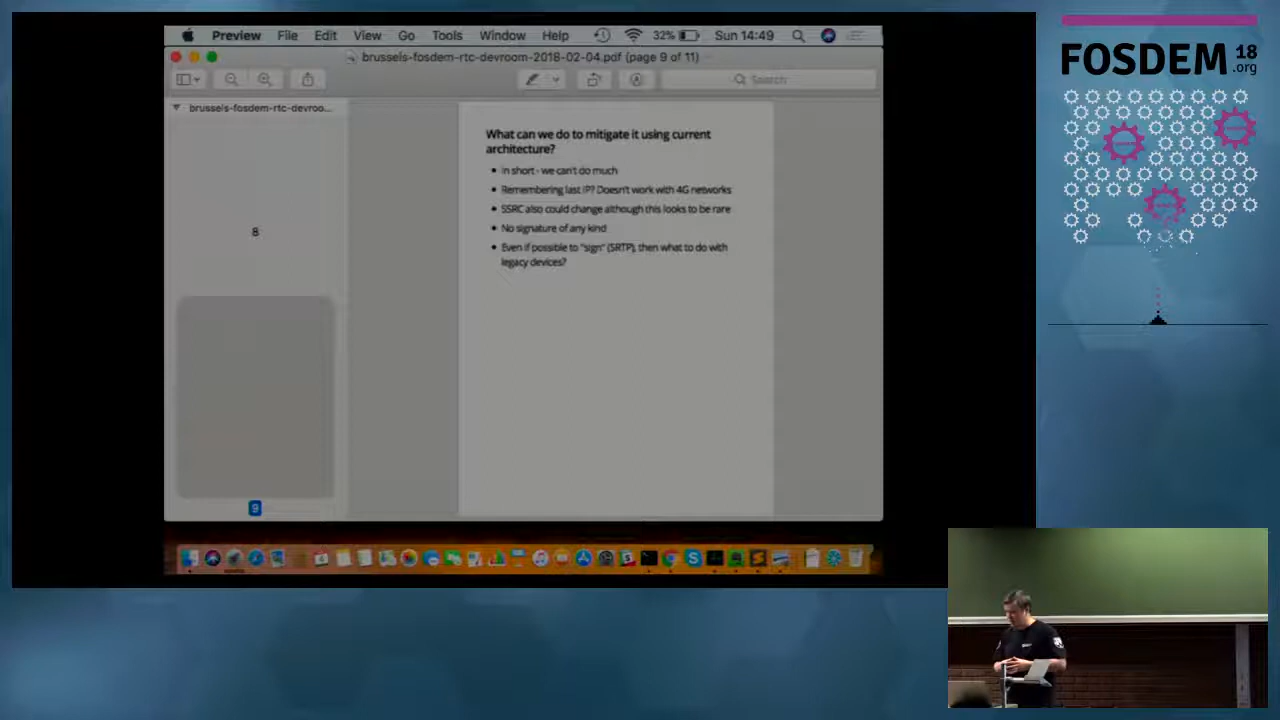 Preview File Edit View Go Tools Window Help 32% Sun 14:49
brussels-fosdem-rtc-devroom-2018-02-04.pdf (page 9 of 11)
Search
brussels-fosdem-rtc-devroo...
8
9
What can we do to mitigate it using current
architecture?
• In short - we can't do much
• Remembering last IP? Doesn't work with 4G networks
• SSRC also could change although this looks to be rare
• No signature of any kind
• Even if possible to "sign" (SRTP), then what to do with
legacy devices?
FOSDEM 18
.org